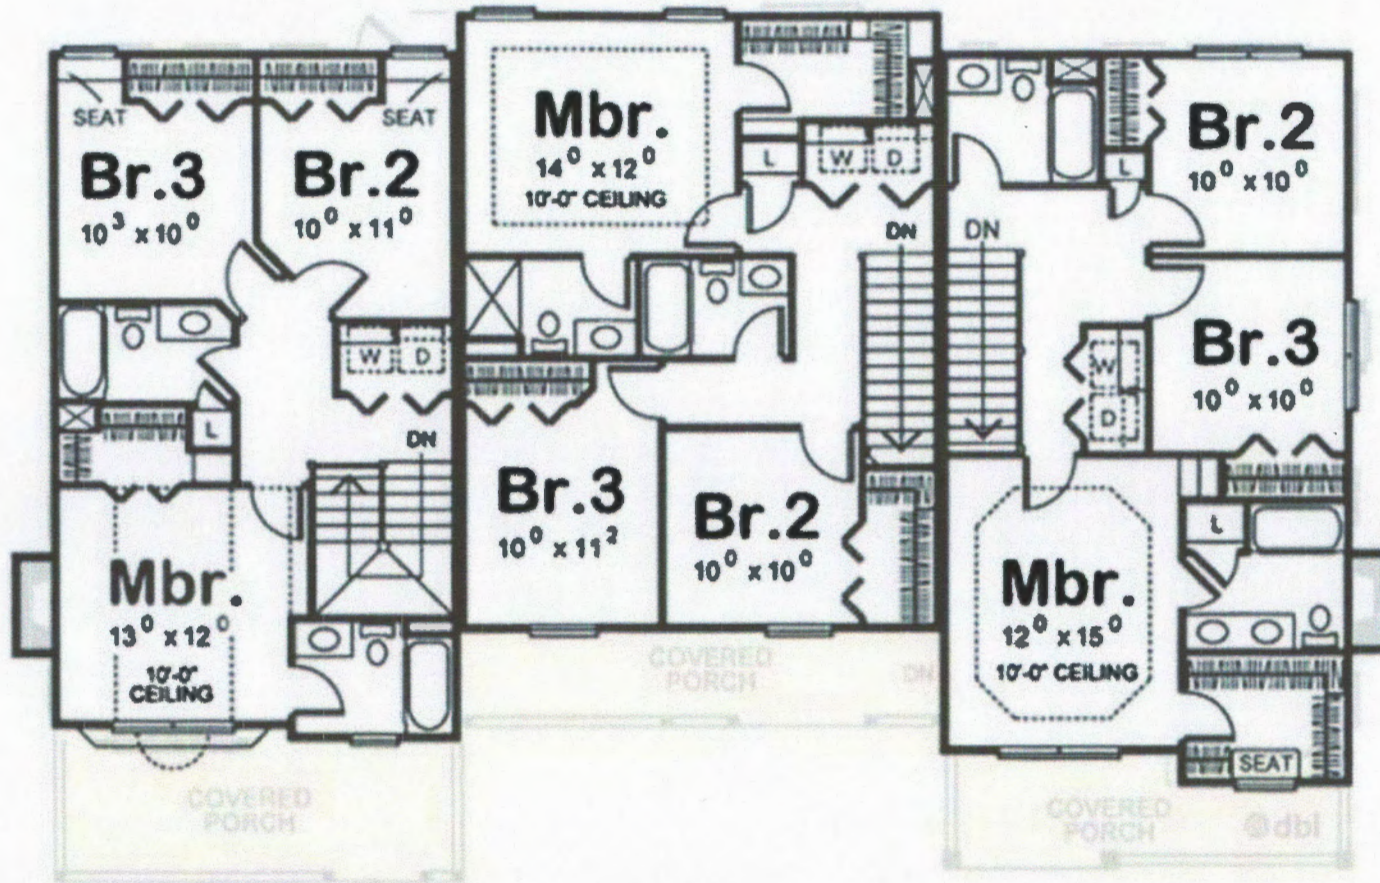 SEAT
Br.3
10³ x 10⁰
SEAT
Br.2
10⁰ x 11⁰
W D
L
DN
Mbr.
13⁰ x 12⁰
10'-0" CEILING
COVERED PORCH
Mbr.
14⁰ x 12⁰
10'-0" CEILING
L
W D
DN
Br.3
10⁰ x 11²
Br.2
10⁰ x 10⁰
COVERED PORCH
DN
DN
L
Br.2
10⁰ x 10⁰
Br.3
10⁰ x 10⁰
W
D
L
Mbr.
12⁰ x 15⁰
10'-0" CEILING
SEAT
COVERED PORCH
@dbi